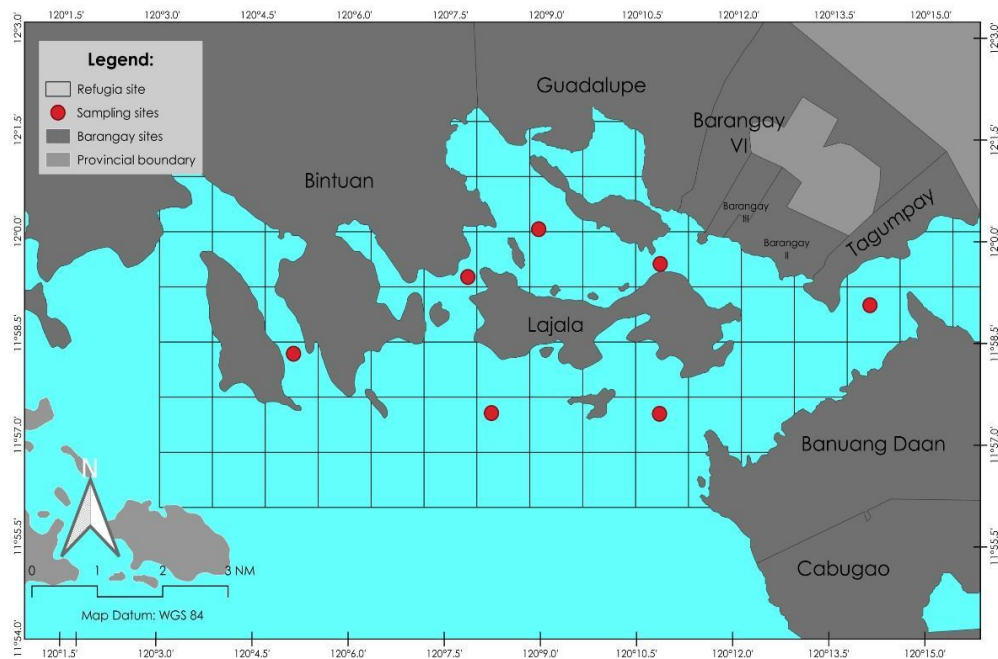 120°1.5' 120°3.0' 120°4.5' 120°6.0' 120°7.5' 120°9.0' 120°10.5' 120°12.0' 120°13.5' 120°15.0'
12°3.0' 12°3.0'
Legend:
Refugia site
Sampling sites
Barangay sites
Provincial boundary
Guadalupe
Barangay
VI
12°1.5' 12°1.5'
Bintuan
Barangay
III
Barangay
II
Tagumpay
12°0.0' 12°0.0'
Lajala
11°58.5' 11°58.5'
Banuang Daan
11°57.0' 11°57.0'
N
11°55.5' 11°55.5'
Cabugao
0 1 2 3 NM
Map Datum: WGS 84
11°54.0' 11°54.0'
120°1.5' 120°3.0' 120°4.5' 120°6.0' 120°7.5' 120°9.0' 120°10.5' 120°12.0' 120°13.5' 120°15.0'